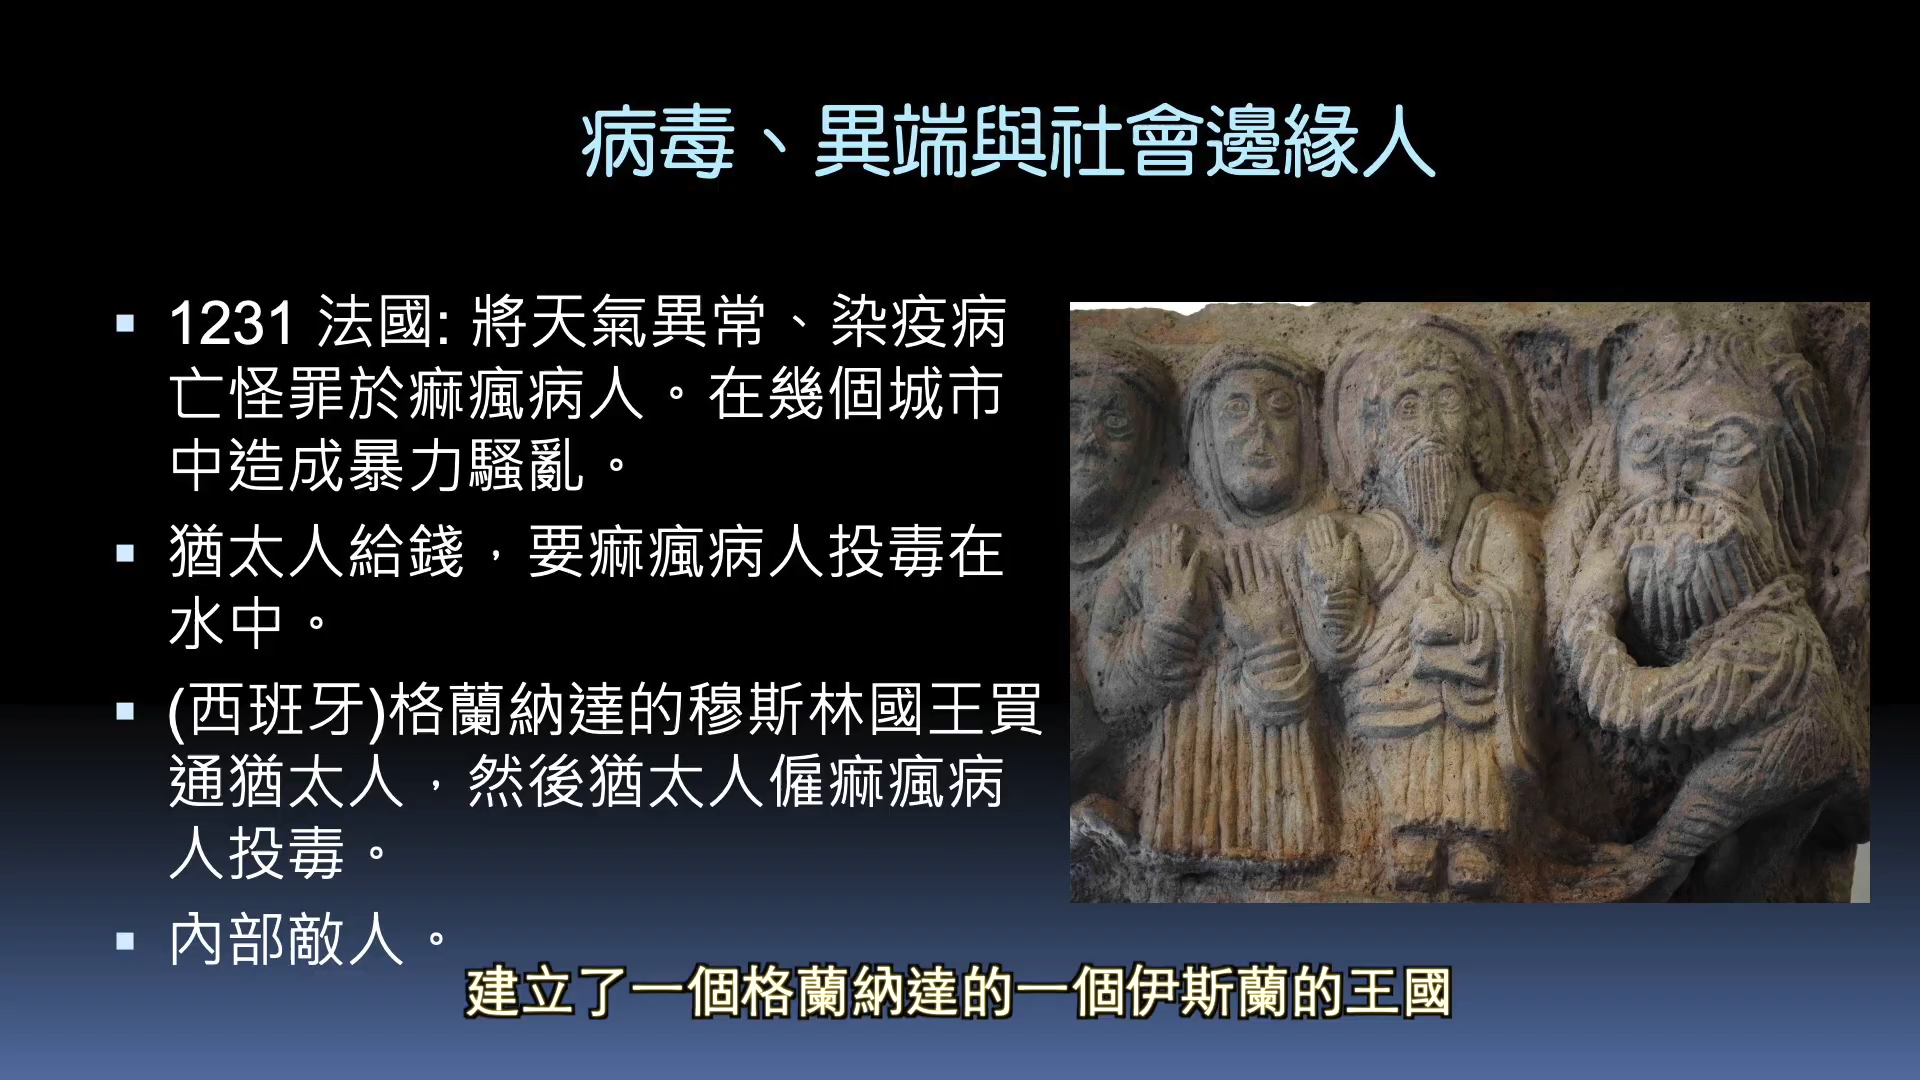 病毒、異端與社會邊緣人
1231 法國: 將天氣異常、染疫病
亡怪罪於痲瘋病人。在幾個城市
中造成暴力騷亂。
猶太人給錢，要痲瘋病人投毒在
水中。
(西班牙)格蘭納達的穆斯林國王買
通猶太人，然後猶太人僱痲瘋病
人投毒。
內部敵人。
建立了一個格蘭納達的一個伊斯蘭的王國